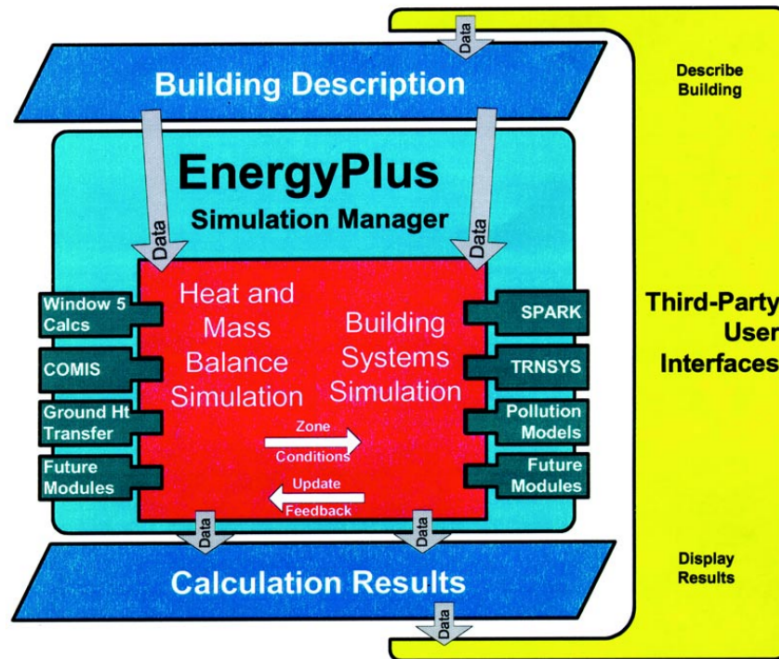 Data
Building Description
Describe
Building
EnergyPlus
Simulation Manager
Data
Data
Window 5
Calcs
COMIS
Ground Ht
Transfer
Future
Modules
Heat and
Mass
Balance
Simulation
Building
Systems
Simulation
Zone
Conditions
Update
Feedback
SPARK
TRNSYS
Pollution
Models
Future
Modules
Third-Party
User
Interfaces
Data
Data
Calculation Results
Display
Results
Data